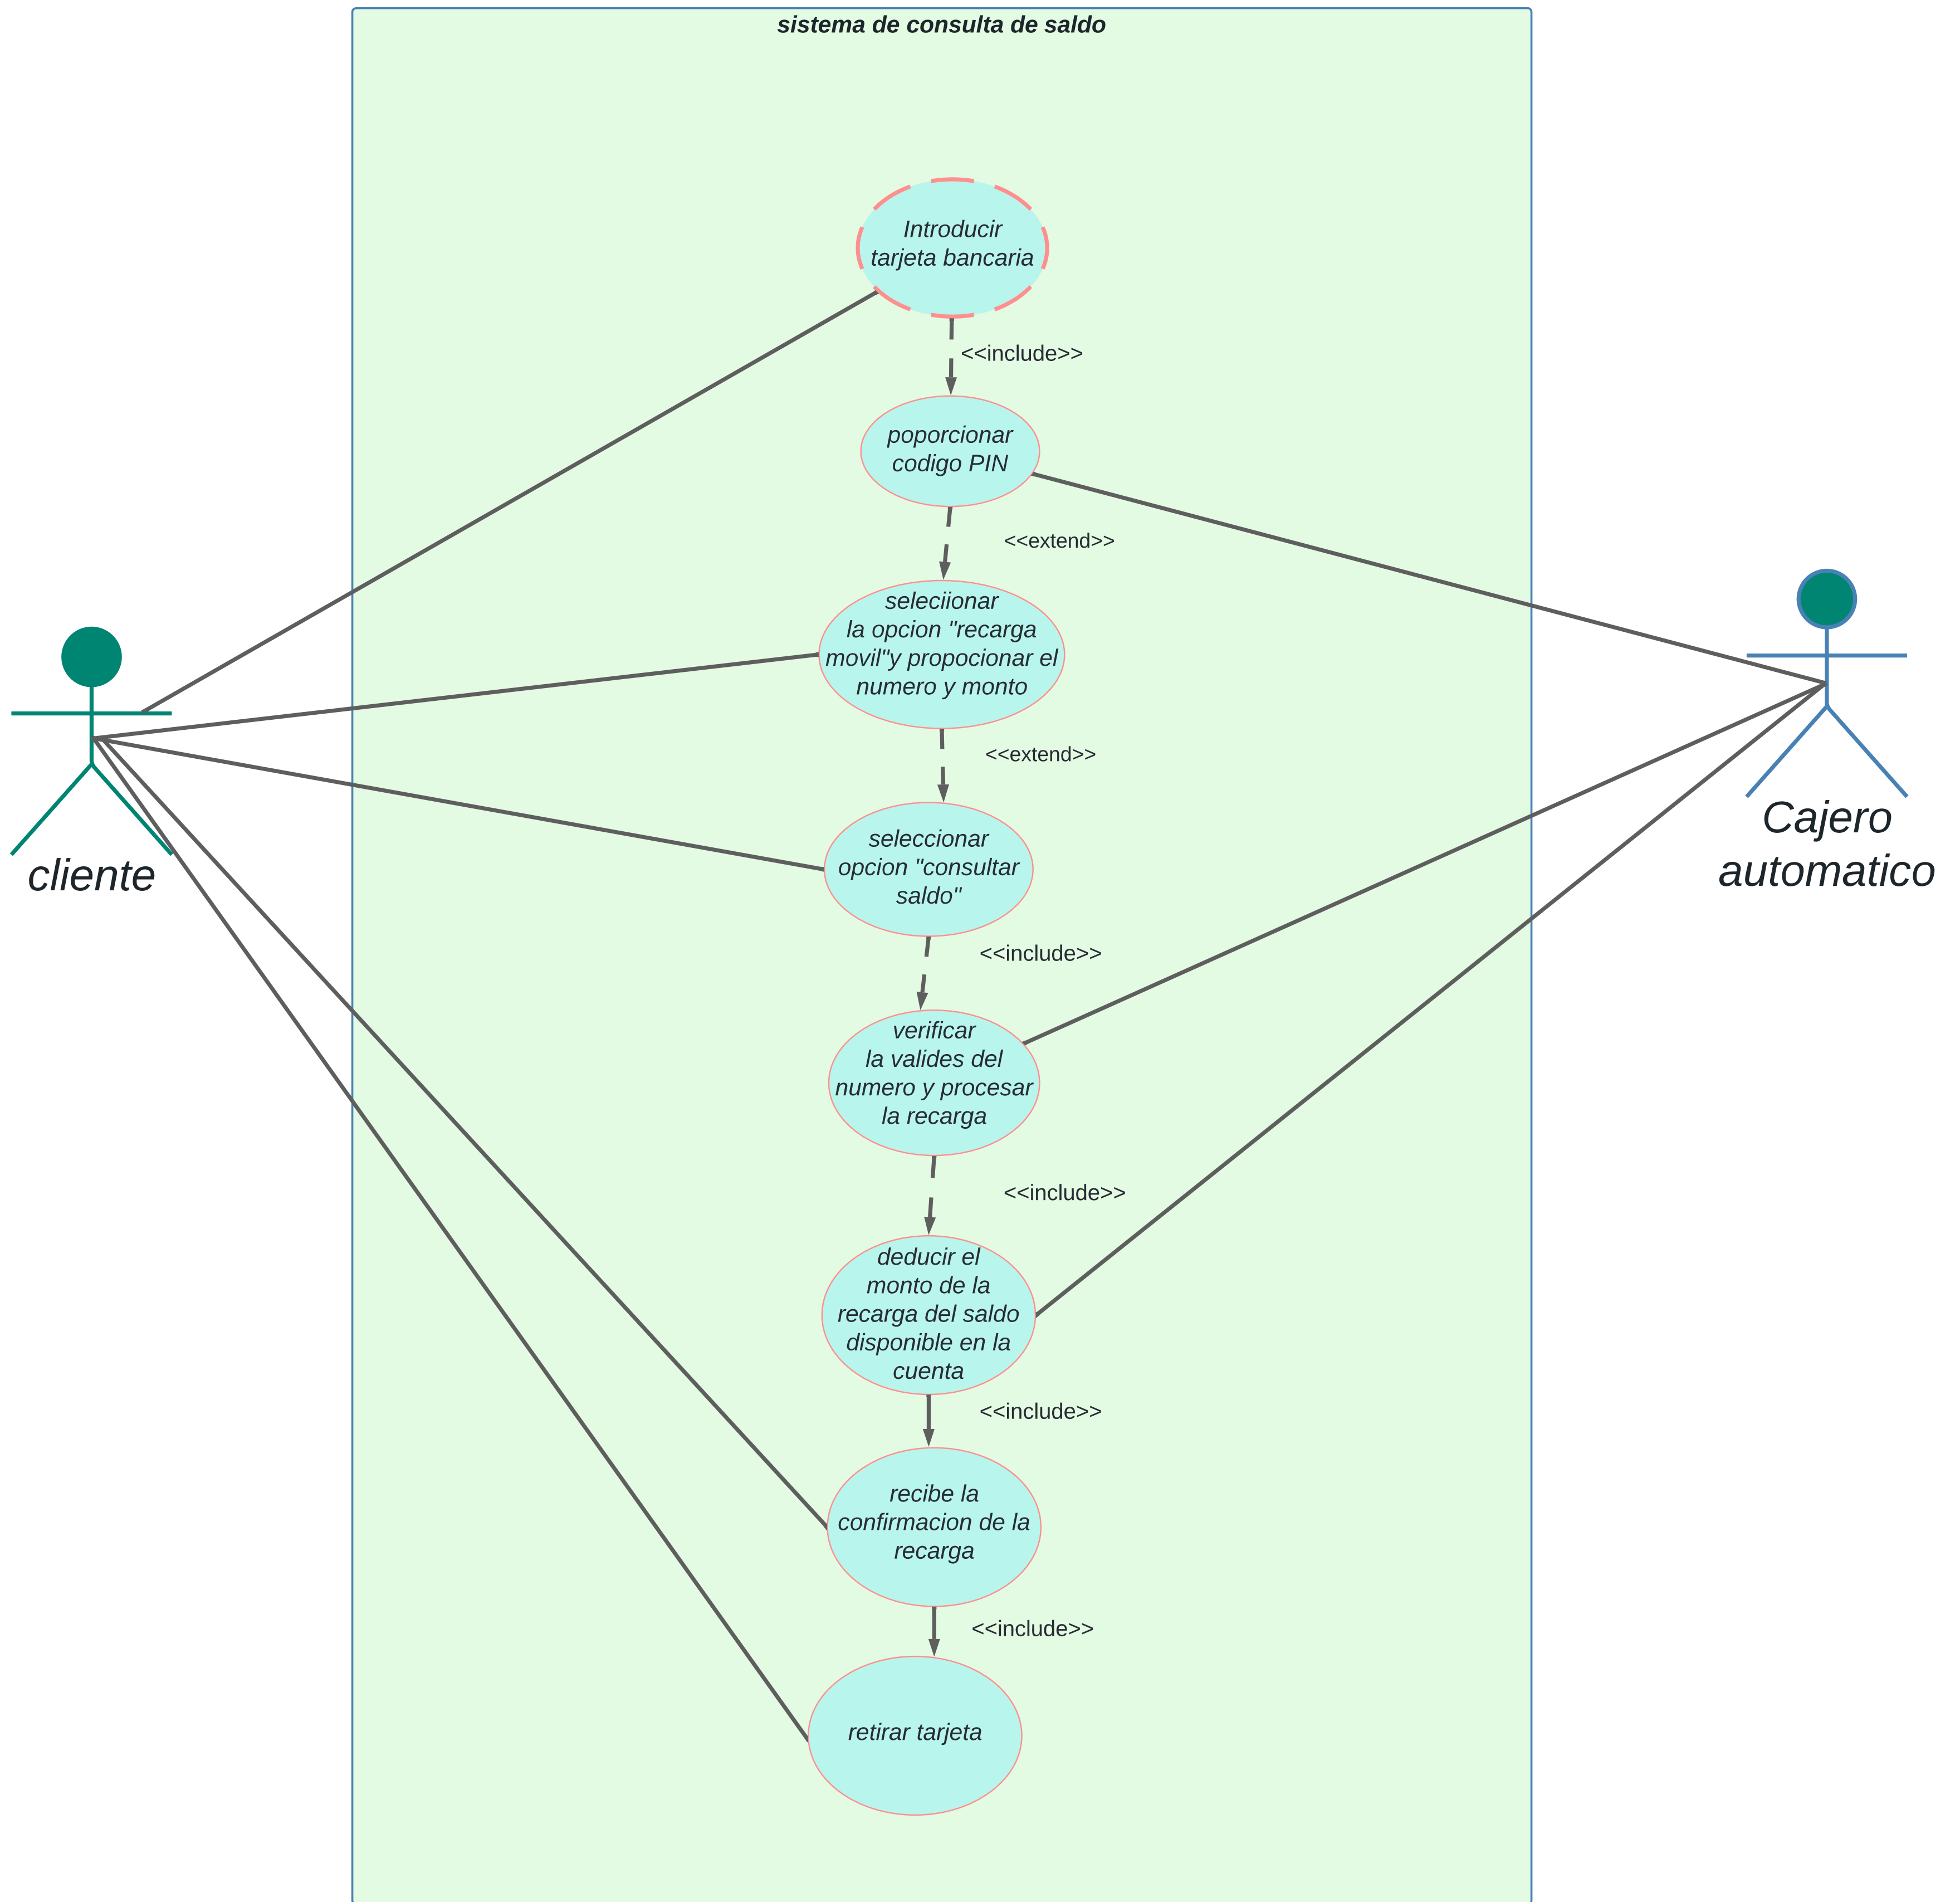 sistema de consulta de saldo
Introducir
tarjeta bancaria
<<include>>
poporcionar
codigo PIN
<<extend>>
seleciionar
la opcion "recarga
movil"y propocionar el
numero y monto
<<extend>>
seleccionar
opcion "consultar
saldo"
<<include>>
verificar
la valides del
numero y procesar
la recarga
<<include>>
deducir el
monto de la
recarga del saldo
disponible en la
cuenta
<<include>>
recibe la
confirmacion de la
recarga
<<include>>
retirar tarjeta
cliente
Cajero
automatico